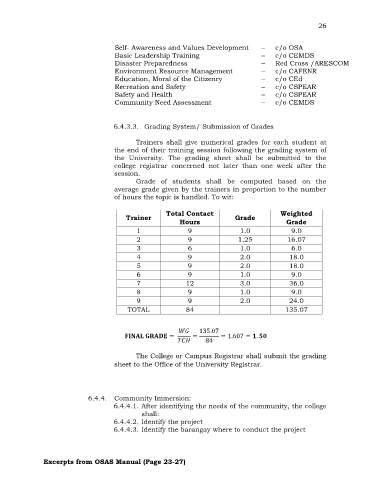 26
Self- Awareness and Values Development – c/o OSA
Basic Leadership Training – c/o CEMDS
Disaster Preparedness – Red Cross /ARESCOM
Environment Resource Management – c/o CAFENR
Education, Moral of the Citizenry – c/o CEd
Recreation and Safety – c/o CSPEAR
Safety and Health – c/o CSPEAR
Community Need Assessment – c/o CEMDS
6.4.3.3. Grading System/ Submission of Grades
Trainers shall give numerical grades for each student at
the end of their training session following the grading system of
the University. The grading sheet shall be submitted to the
college registrar concerned not later than one week after the
session.
Grade of students shall be computed based on the
average grade given by the trainers in proportion to the number
of hours the topic is handled. To wit:
Trainer Total Contact Hours Grade Weighted Grade
1 9 1.0 9.0
2 9 1.25 16.07
3 6 1.0 6.0
4 9 2.0 18.0
5 9 2.0 18.0
6 9 1.0 9.0
7 12 3.0 36.0
8 9 1.0 9.0
9 9 2.0 24.0
TOTAL 84 135.07
FINAL GRADE = WG/TCH = 135.07/84 = 1.607 = 1.50
The College or Campus Registrar shall submit the grading
sheet to the Office of the University Registrar.
6.4.4. Community Immersion:
6.4.4.1. After identifying the needs of the community, the college
shall:
6.4.4.2. Identify the project
6.4.4.3. Identify the barangay where to conduct the project
Excerpts from OSAS Manual (Page 23-27)